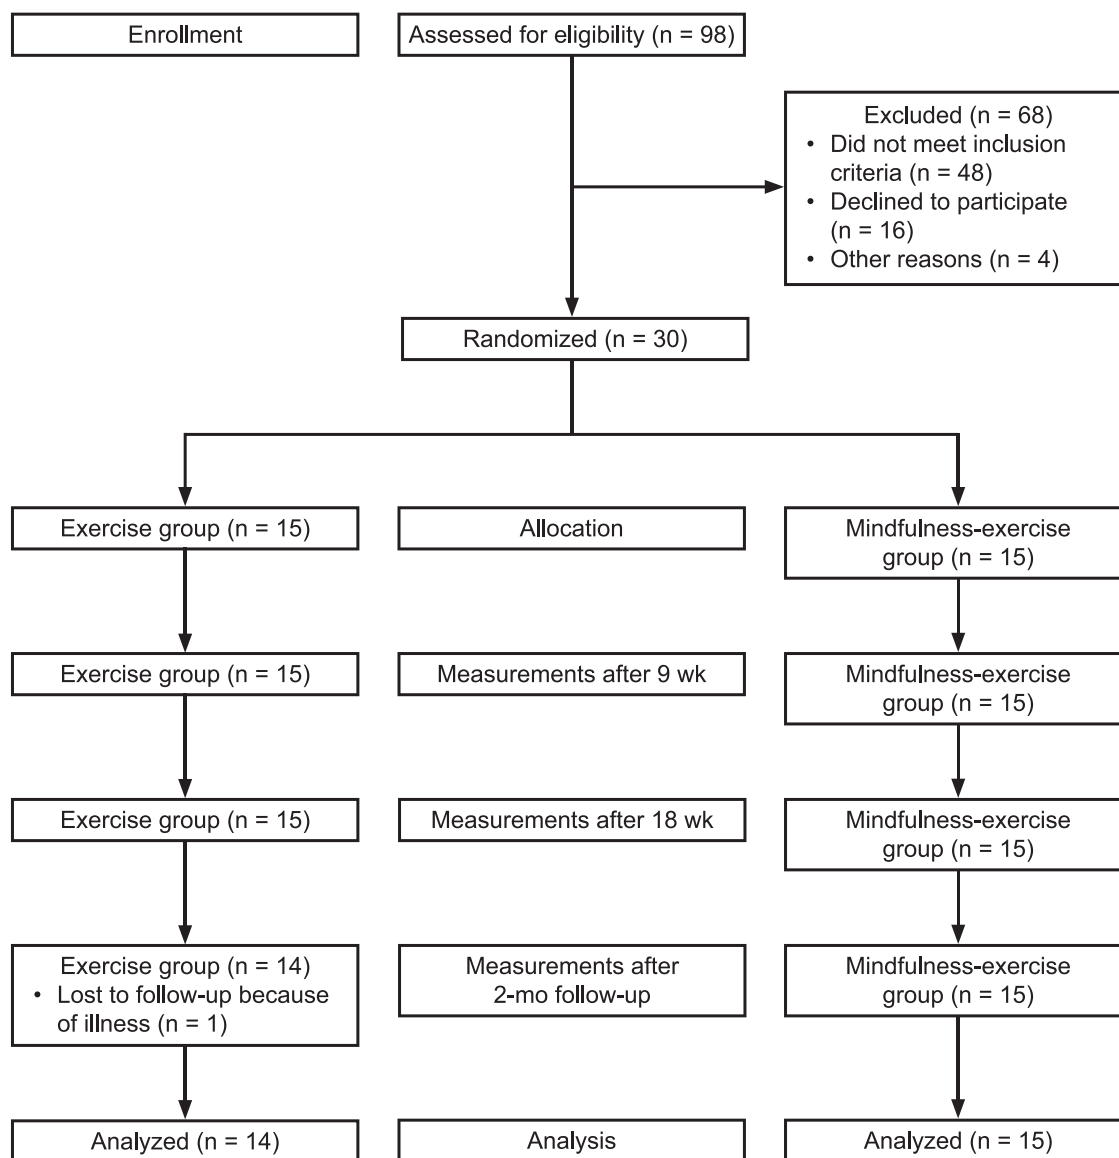 Enrollment
Assessed for eligibility (n = 98)
Excluded (n = 68)
• Did not meet inclusion
criteria (n = 48)
• Declined to participate
(n = 16)
• Other reasons (n = 4)
Randomized (n = 30)
Exercise group (n = 15)
Allocation
Mindfulness-exercise
group (n = 15)
Exercise group (n = 15)
Measurements after 9 wk
Mindfulness-exercise
group (n = 15)
Exercise group (n = 15)
Measurements after 18 wk
Mindfulness-exercise
group (n = 15)
Exercise group (n = 14)
• Lost to follow-up because
of illness (n = 1)
Measurements after
2-mo follow-up
Mindfulness-exercise
group (n = 15)
Analyzed (n = 14)
Analysis
Analyzed (n = 15)